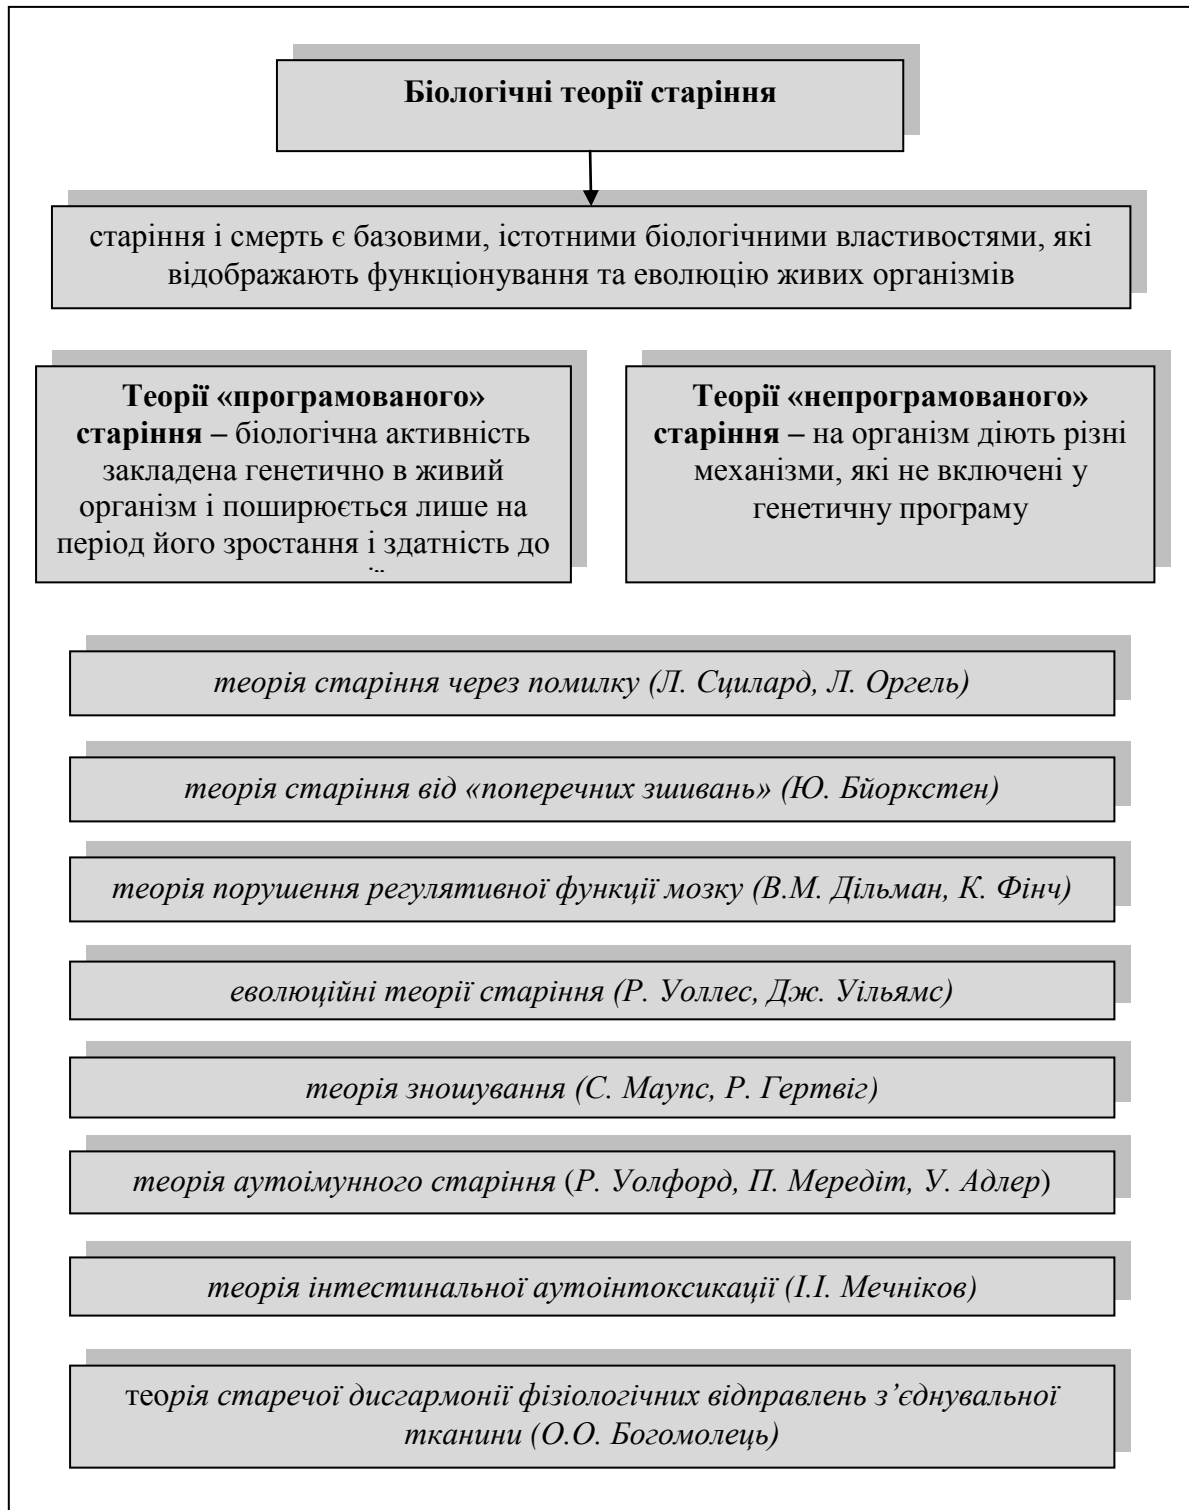 Біологічні теорії старіння
старіння і смерть є базовими, істотними біологічними властивостями, які
відображають функціонування та еволюцію живих організмів
Теорії «програмованого»
старіння – біологічна активність
закладена генетично в живий
організм і поширюється лише на
період його зростання і здатність до
Теорії «непрограмованого»
старіння – на організм діють різні
механізми, які не включені у
генетичну програму
теорія старіння через помилку (Л. Сцилард, Л. Оргель)
теорія старіння від «поперечних зшивань» (Ю. Бйоркстен)
теорія порушення регулятивної функції мозку (В.М. Дільман, К. Фінч)
еволюційні теорії старіння (Р. Уоллес, Дж. Уільямс)
теорія зношування (С. Маупс, Р. Гертвіг)
теорія аутоімунного старіння (Р. Уолфорд, П. Мередіт, У. Адлер)
теорія інтестинальної аутоінтоксикації (І.І. Мечніков)
теорія старечої дисгармонії фізіологічних відправлень з’єднувальної
тканини (О.О. Богомолець)